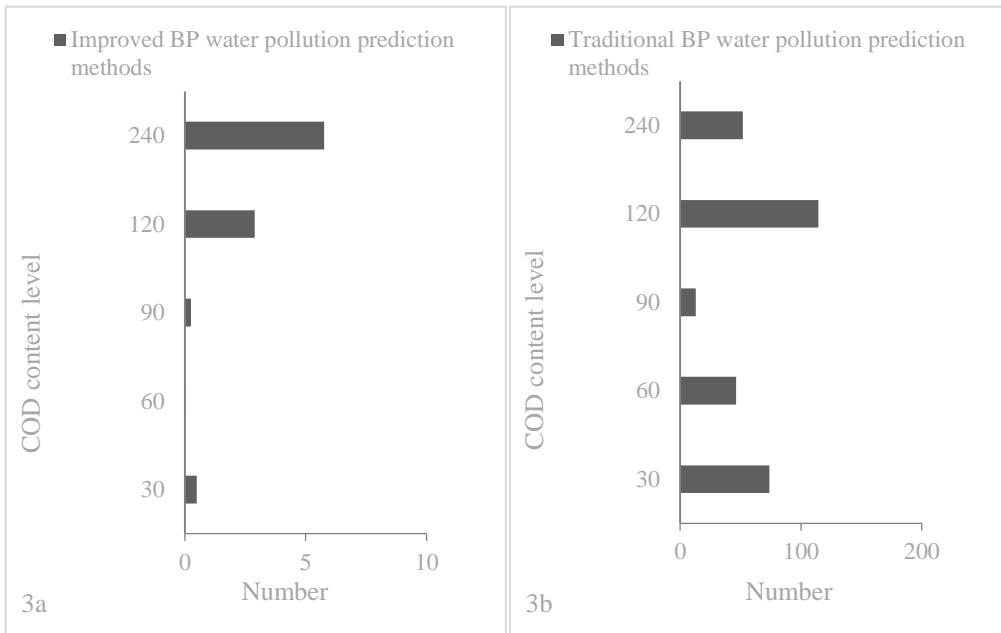 Improved BP water pollution prediction
methods
COD content level
240
120
90
60
30
0 5 10
Number
3a
Traditional BP water pollution prediction
methods
COD content level
240
120
90
60
30
0 100 200
Number
3b